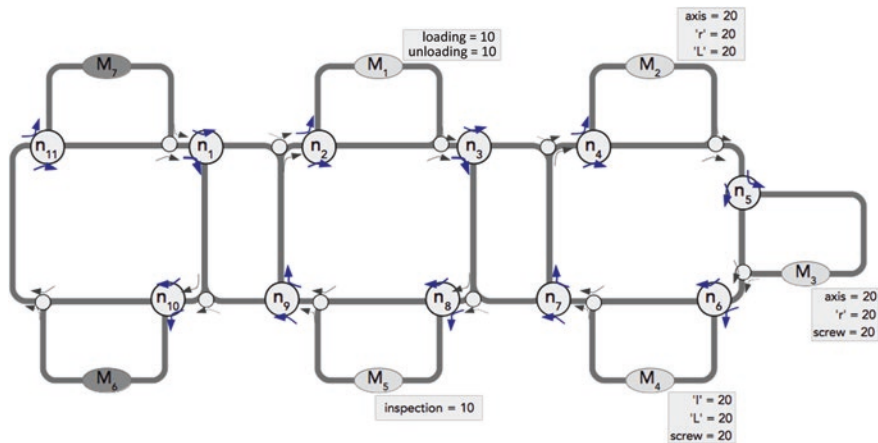 loading = 10
unloading = 10
axis = 20
'r' = 20
'L' = 20
M7
M1
M2
n11
n1
n2
n3
n4
n5
M3
n10
n9
n8
n7
n6
axis = 20
'r' = 20
screw = 20
M6
M5
M4
inspection = 10
'I' = 20
'L' = 20
screw = 20